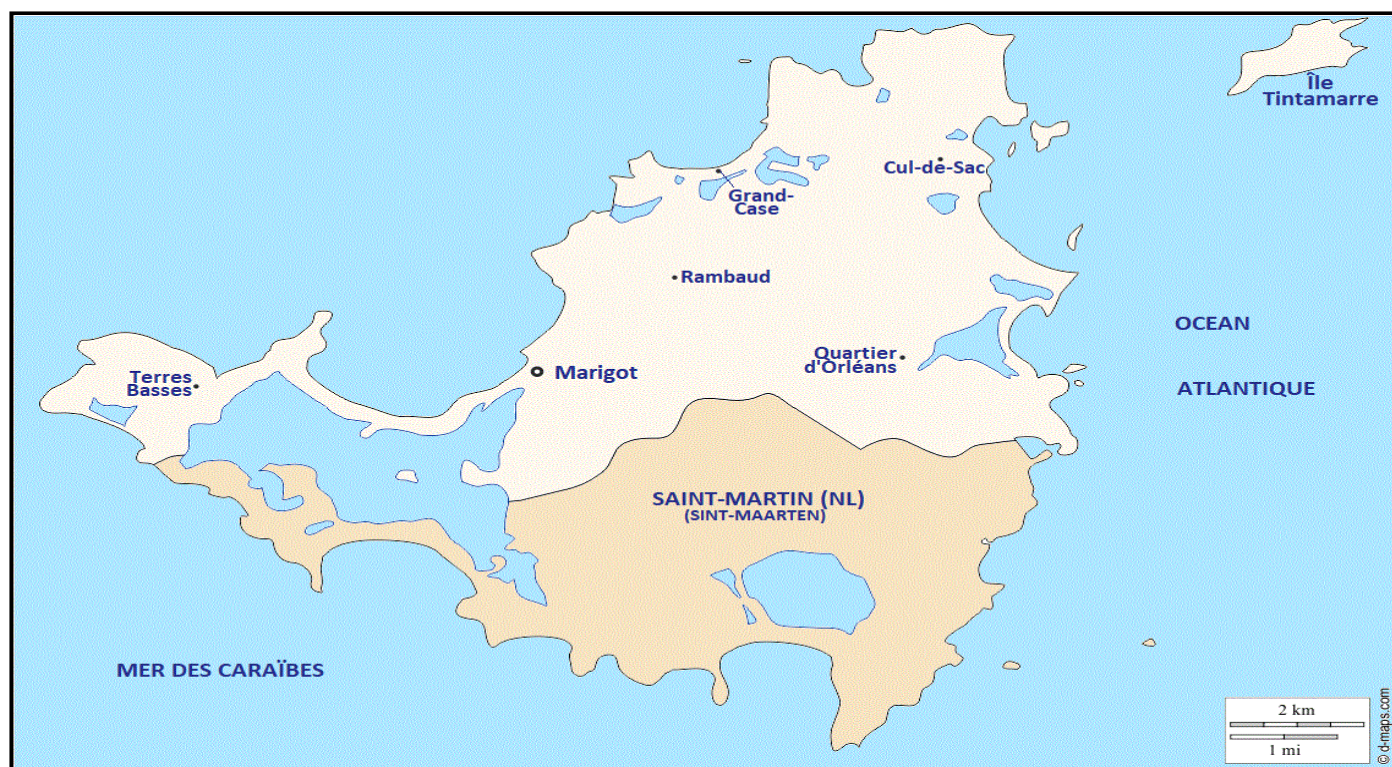 Île
Tintamarre
Cul-de-Sac
Grand-
Case
Rambaud
OCEAN
Quartier
d'Orléans
Marigot
Terres
Basses
ATLANTIQUE
SAINT-MARTIN (NL)
(SINT-MAARTEN)
MER DES CARAÏBES
2 km
1 mi
© d-maps.com